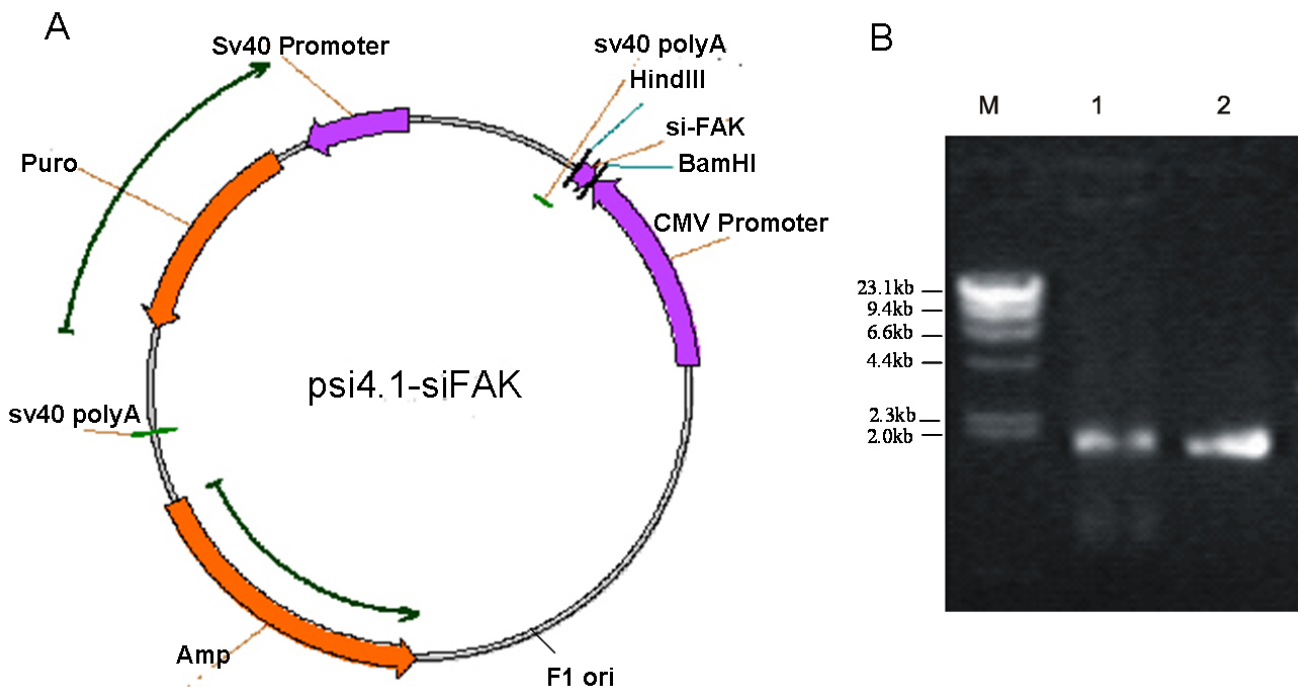 A
Sv40 Promoter
sv40 polyA
HindIII
si-FAK
BamHI
CMV Promoter
Puro
psi4.1-siFAK
sv40 polyA
Amp
F1 ori
B
M 1 2
23.1kb
9.4kb
6.6kb
4.4kb
2.3kb
2.0kb